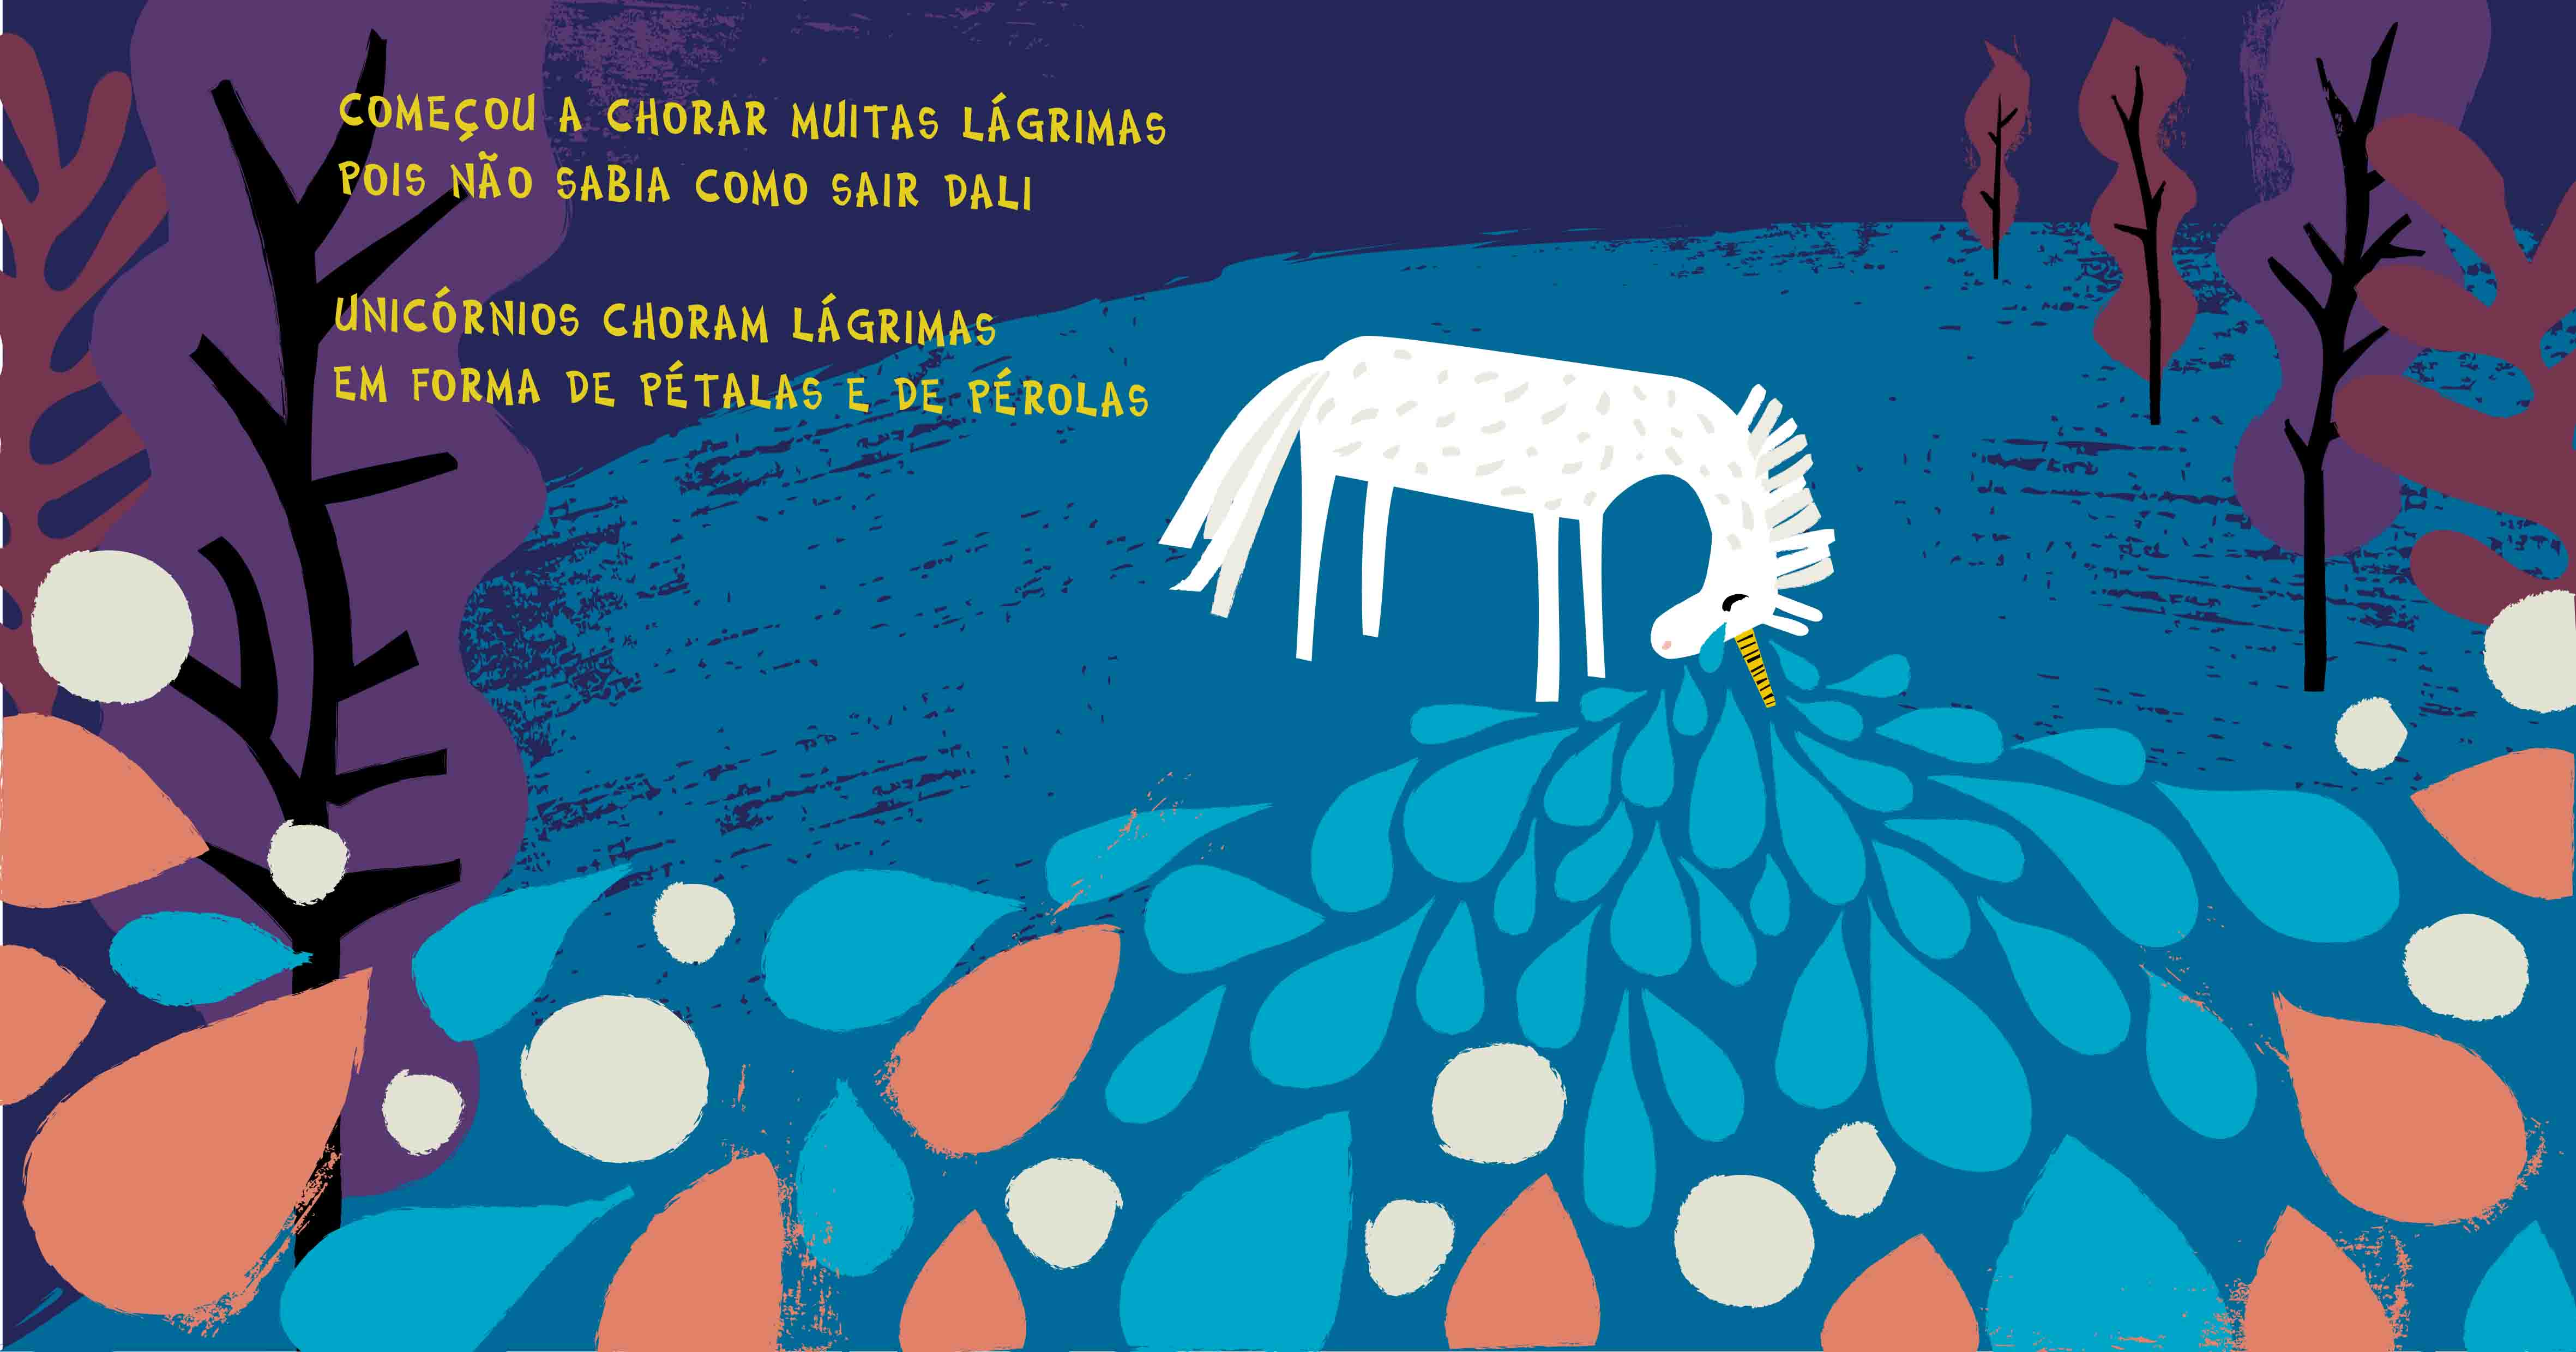 COMEÇOU A CHORAR MUITAS LÁGRIMAS
POIS NÃO SABIA COMO SAIR DALI
UNICÓRNIOS CHORAM LÁGRIMAS
EM FORMA DE PÉTALAS E DE PÉROLAS